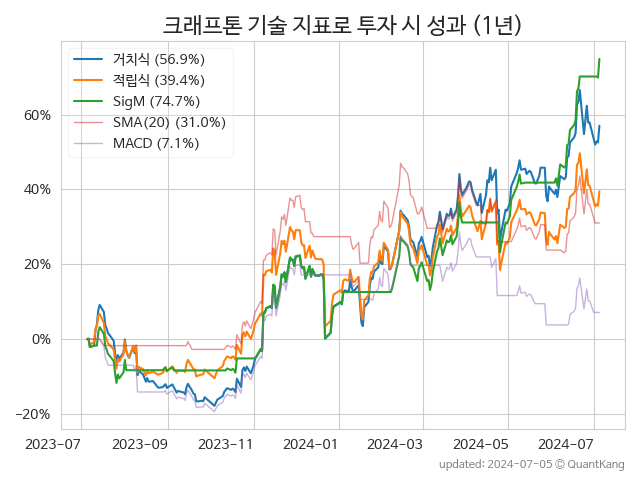 크래프톤 기술 지표로 투자 시 성과 (1년)
거치식 (56.9%)
적립식 (39.4%)
SigM (74.7%)
SMA(20) (31.0%)
MACD (7.1%)
60%
40%
20%
0%
−20%
2023−07 2023−09 2023−11 2024−01 2024−03 2024−05 2024−07
updated: 2024-07-05 © QuantKang